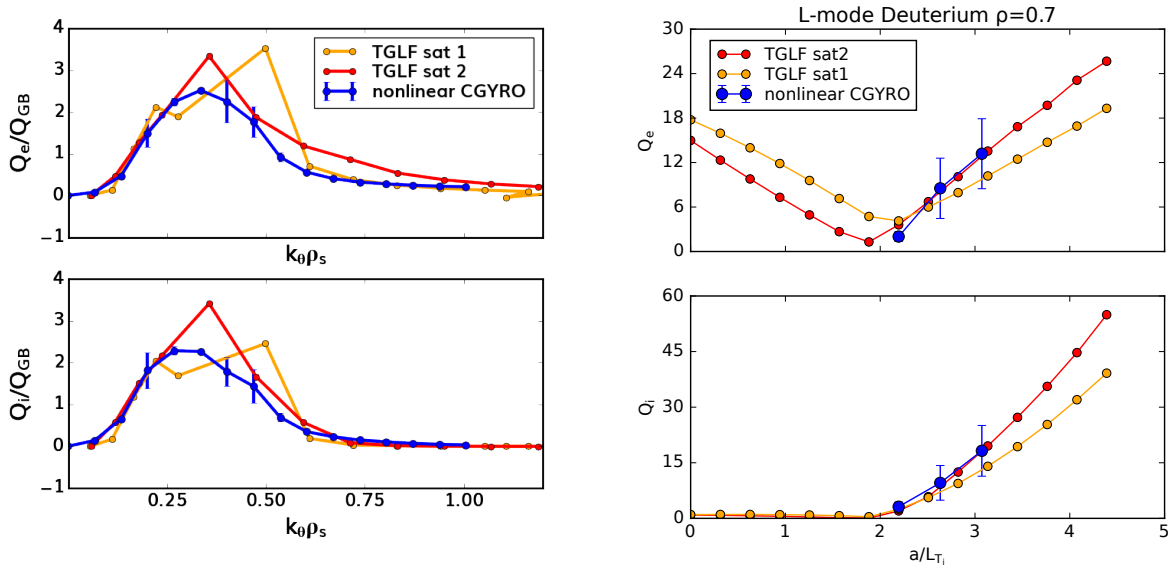 4
3
2
1
0
−1
Qe/QGB
TGLF sat 1
TGLF sat 2
nonlinear CGYRO
kθρs
4
3
2
1
0
−1
Qi/QGB
0.25
0.50
0.75
1.00
kθρs
L-mode Deuterium ρ=0.7
30
24
18
12
6
0
Qe
TGLF sat2
TGLF sat1
nonlinear CGYRO
60
45
30
15
0
Qi
0
1
2
3
4
5
a/LTi